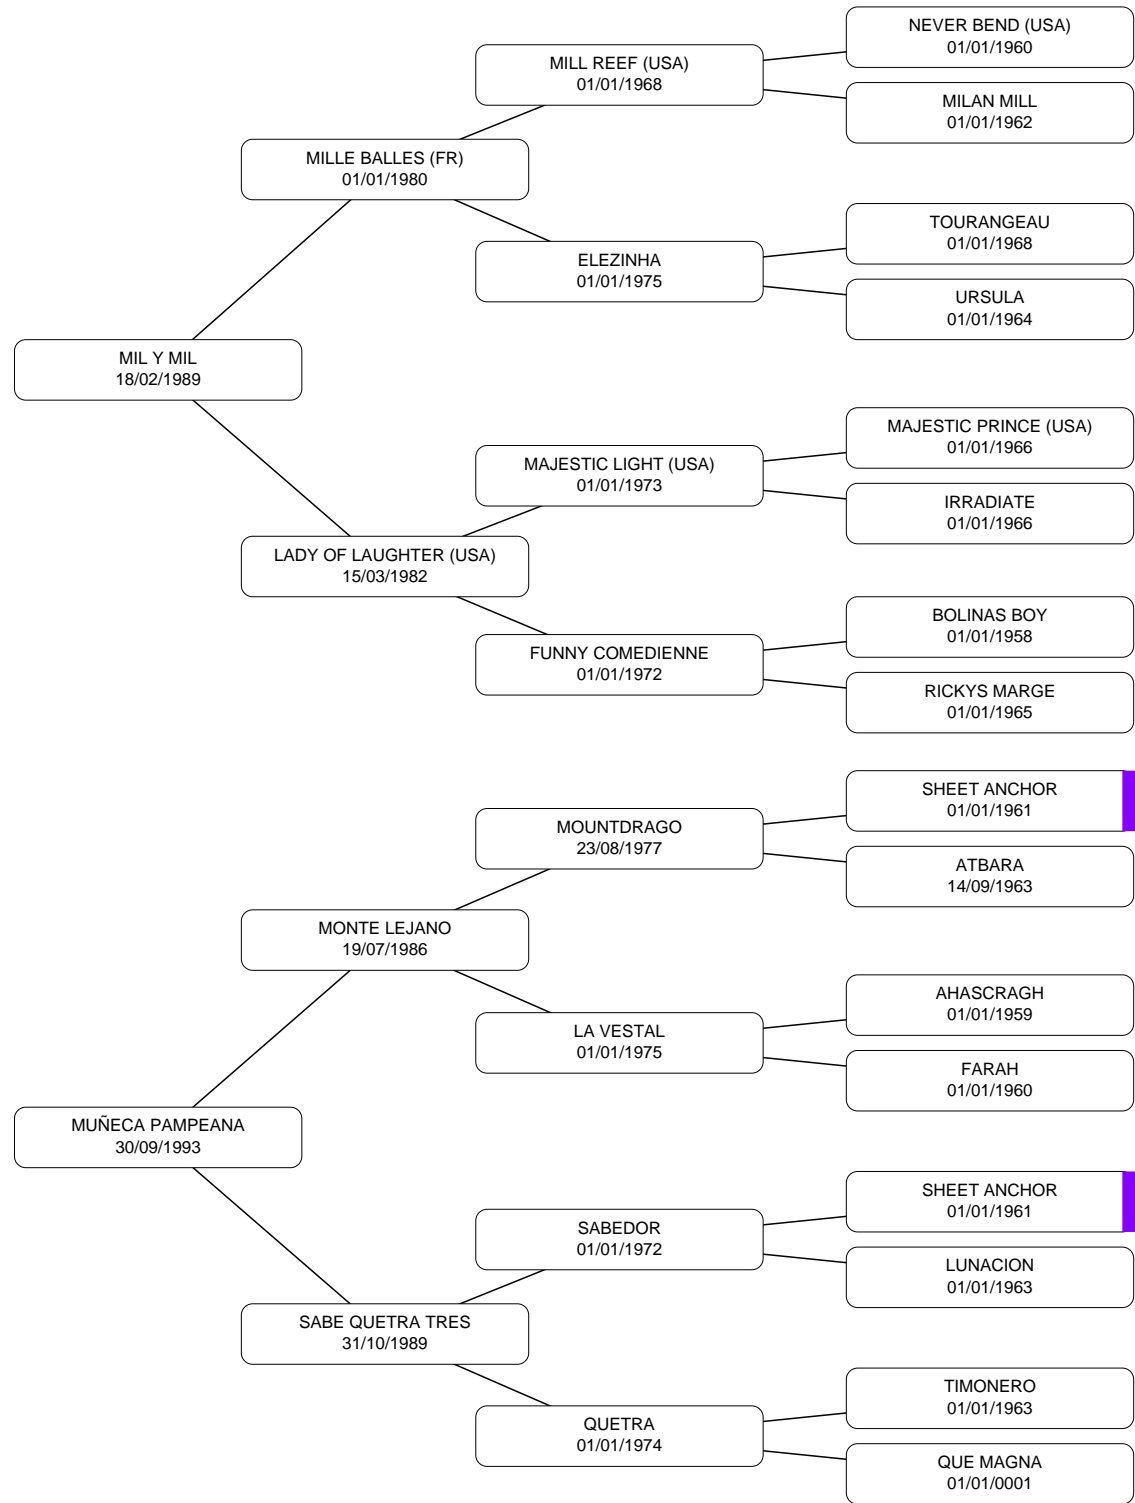 NEVER BEND (USA)
01/01/1960
MILL REEF (USA)
01/01/1968
MILAN MILL
01/01/1962
MILLE BALLES (FR)
01/01/1980
TOURANGEAU
01/01/1968
ELEZINHA
01/01/1975
URSULA
01/01/1964
MIL Y MIL
18/02/1989
MAJESTIC PRINCE (USA)
01/01/1966
MAJESTIC LIGHT (USA)
01/01/1973
IRRADIATE
01/01/1966
LADY OF LAUGHTER (USA)
15/03/1982
BOLINAS BOY
01/01/1958
FUNNY COMEDIENNE
01/01/1972
RICKYS MARGE
01/01/1965
SHEET ANCHOR
01/01/1961
MOUNTDRAGO
23/08/1977
ATBARA
14/09/1963
MONTE LEJANO
19/07/1986
AHASCRAGH
01/01/1959
LA VESTAL
01/01/1975
FARAH
01/01/1960
MUÑECA PAMPEANA
30/09/1993
SHEET ANCHOR
01/01/1961
SABEDOR
01/01/1972
LUNACION
01/01/1963
SABE QUETRA TRES
31/10/1989
TIMONERO
01/01/1963
QUETRA
01/01/1974
QUE MAGNA
01/01/0001